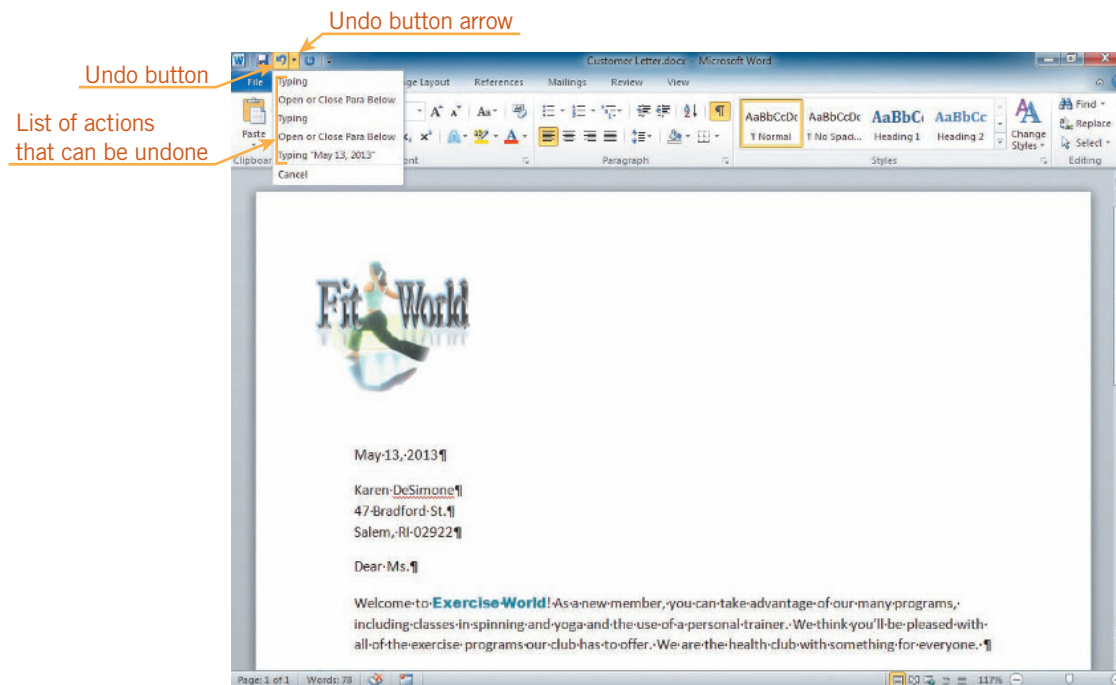 Undo button arrow
Undo button
List of actions
that can be undone
Customer Letter.docx - Microsoft Word
File
ge Layout References Mailings Review View
Typing
Open or Close Para Below
Typing
Open or Close Para Below
Typing "May 13, 2013"
Cancel
Paste
Clipboar
ont
Paragraph
AaBbCcDc AaBbCcDc AaBbC AaBbCc
¶ Normal ¶ No Spac... Heading 1 Heading 2
Change
Styles
Styles
Find
Replace
Select
Editing
Fit World
May·13,·2013¶
Karen·DeSimone¶
47·Bradford·St.¶
Salem,·RI·02922¶
Dear·Ms.¶
Welcome·to·Exercise·World!·As·a·new·member,·you·can·take·advantage·of·our·many·programs,·
including·classes·in·spinning·and·yoga·and·the·use·of·a·personal·trainer.·We·think·you'll·be·pleased·with·
all·of·the·exercise·programs·our·club·has·to·offer.·We·are·the·health·club·with·something·for·everyone.·¶
Page: 1 of 1 Words: 78 117%